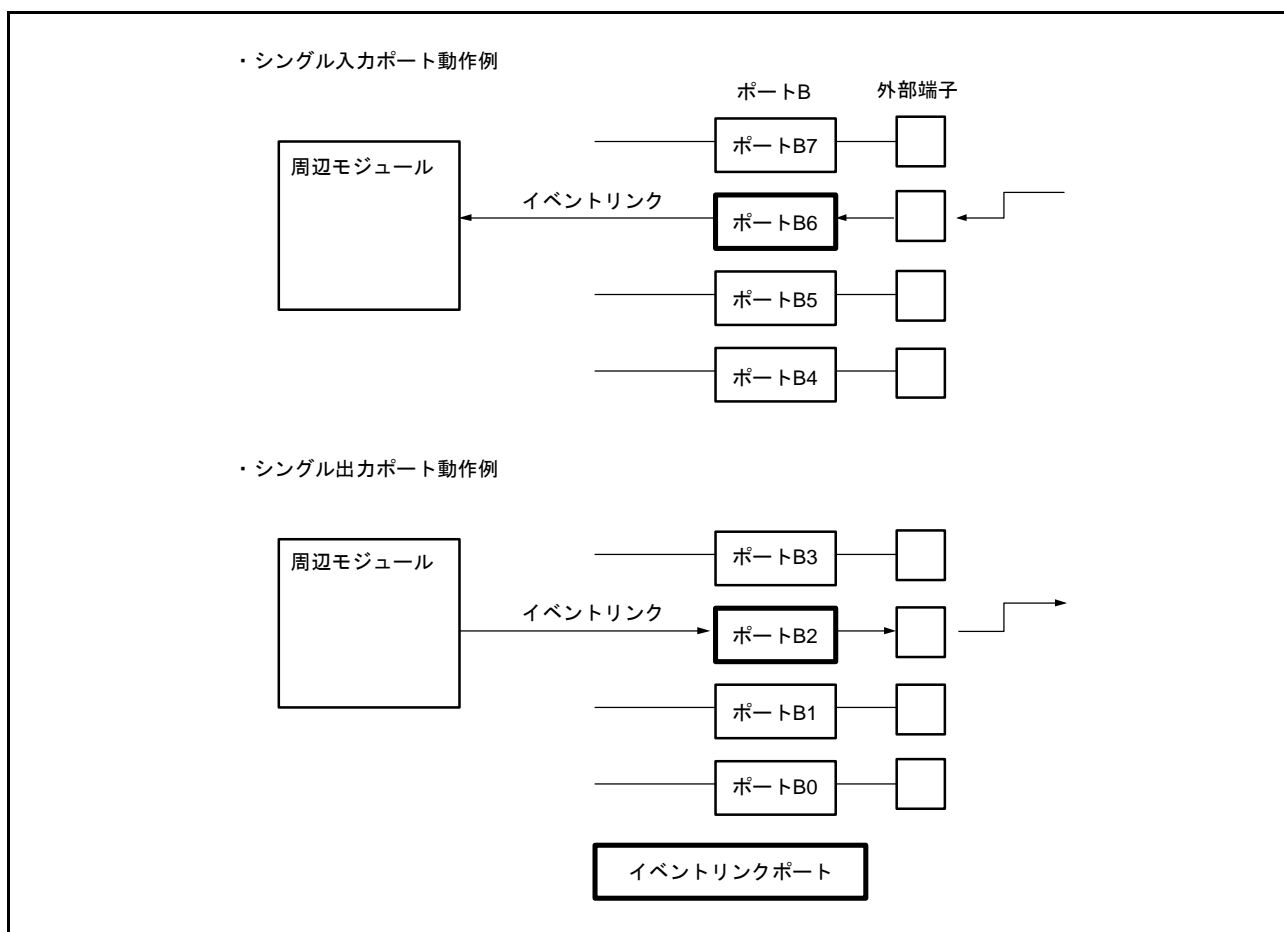 ・シングル入力ポート動作例
ポートB 外部端子
ポートB7
周辺モジュール
イベントリンク
ポートB6
ポートB5
ポートB4
・シングル出力ポート動作例
ポートB3
周辺モジュール
イベントリンク
ポートB2
ポートB1
ポートB0
イベントリンクポート